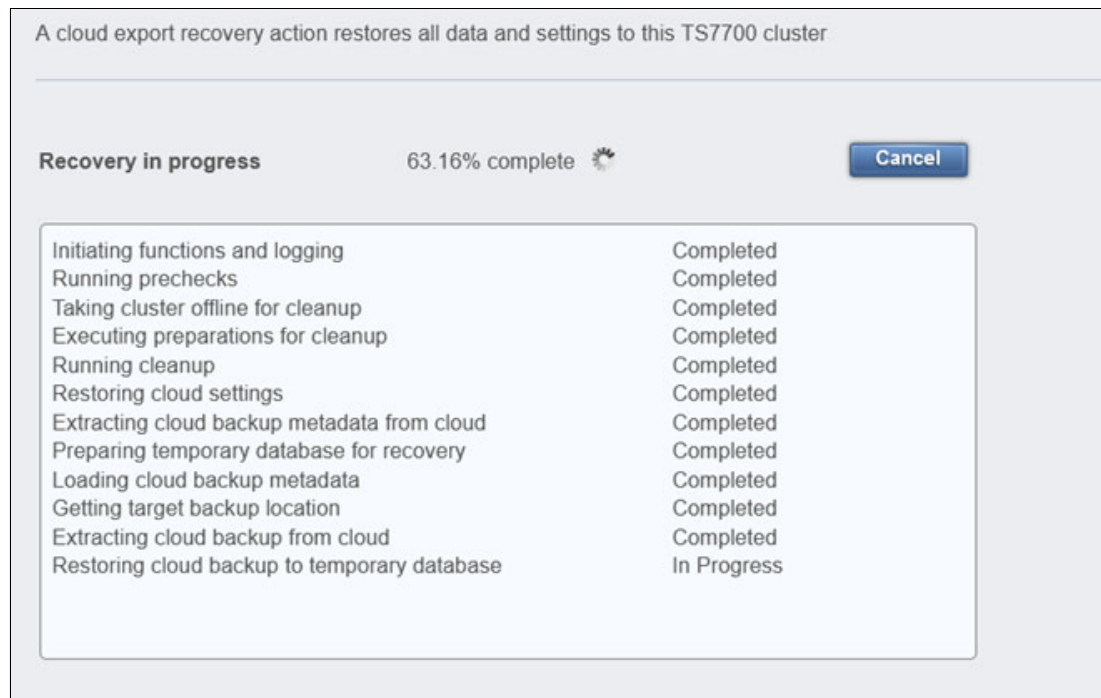 A cloud export recovery action restores all data and settings to this TS7700 cluster
Recovery in progress 63.16% complete Cancel
Initiating functions and logging Completed
Running prechecks Completed
Taking cluster offline for cleanup Completed
Executing preparations for cleanup Completed
Running cleanup Completed
Restoring cloud settings Completed
Extracting cloud backup metadata from cloud Completed
Preparing temporary database for recovery Completed
Loading cloud backup metadata Completed
Getting target backup location Completed
Extracting cloud backup from cloud Completed
Restoring cloud backup to temporary database In Progress